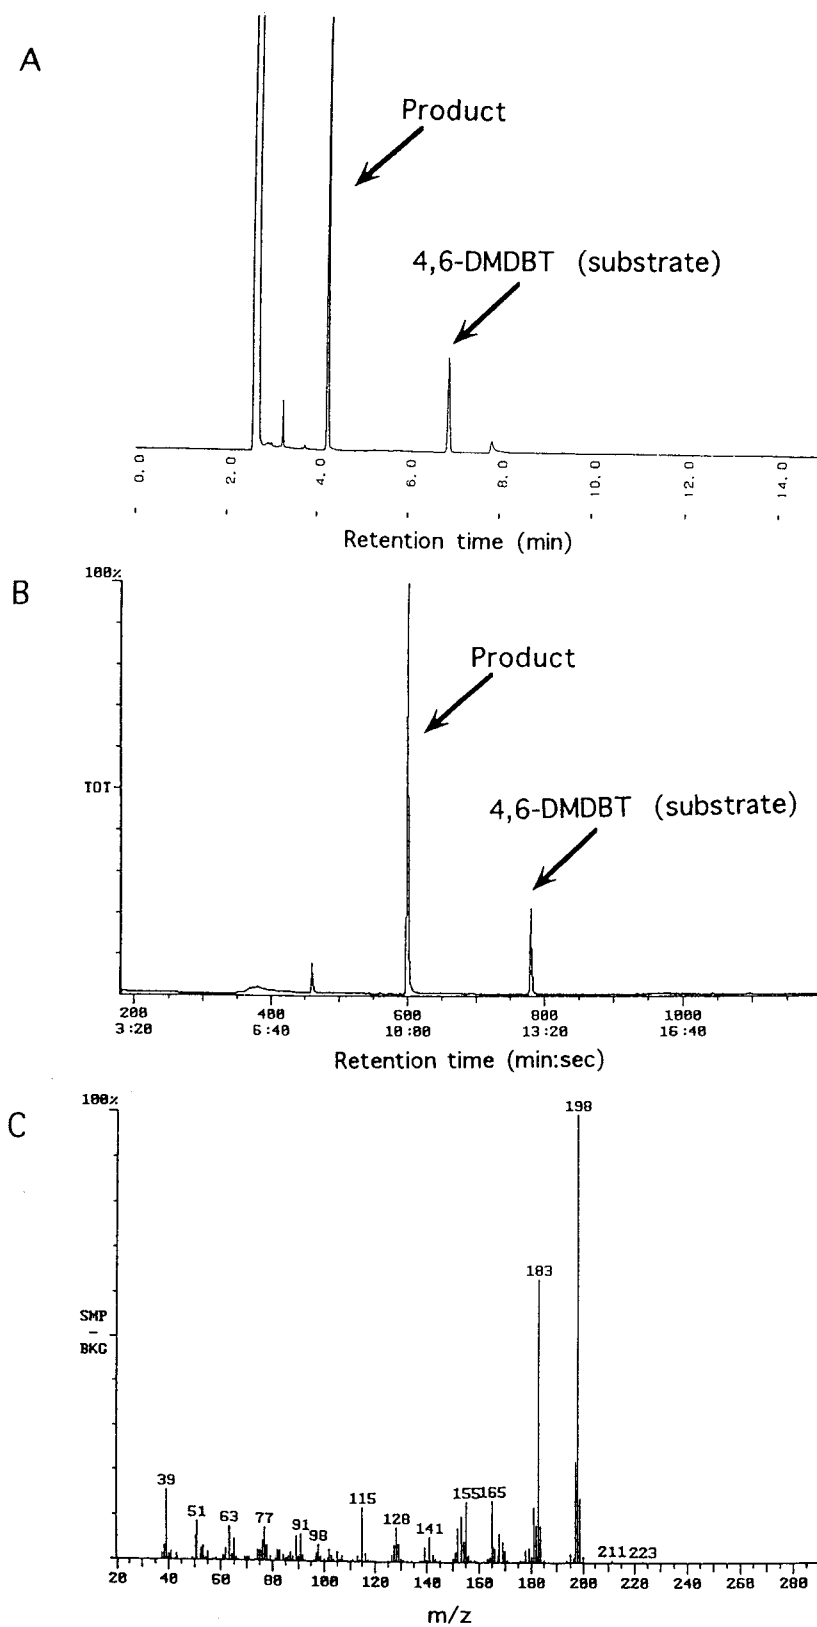 A
Product
4,6-DMDBT (substrate)
0.0 2.0 4.0 6.0 8.0 10.0 12.0 14.0
Retention time (min)
B
100%
Product
TOT
4,6-DMDBT (substrate)
200 400 600 800 1000
3:20 6:40 10:00 13:20 16:40
Retention time (min:sec)
C
100%
198
183
SMP
-
BKG
39 51 63 77 91 98 115 128 141 155 165 211 223
20 40 60 80 100 120 140 160 180 200 220 240 260 280
m/z